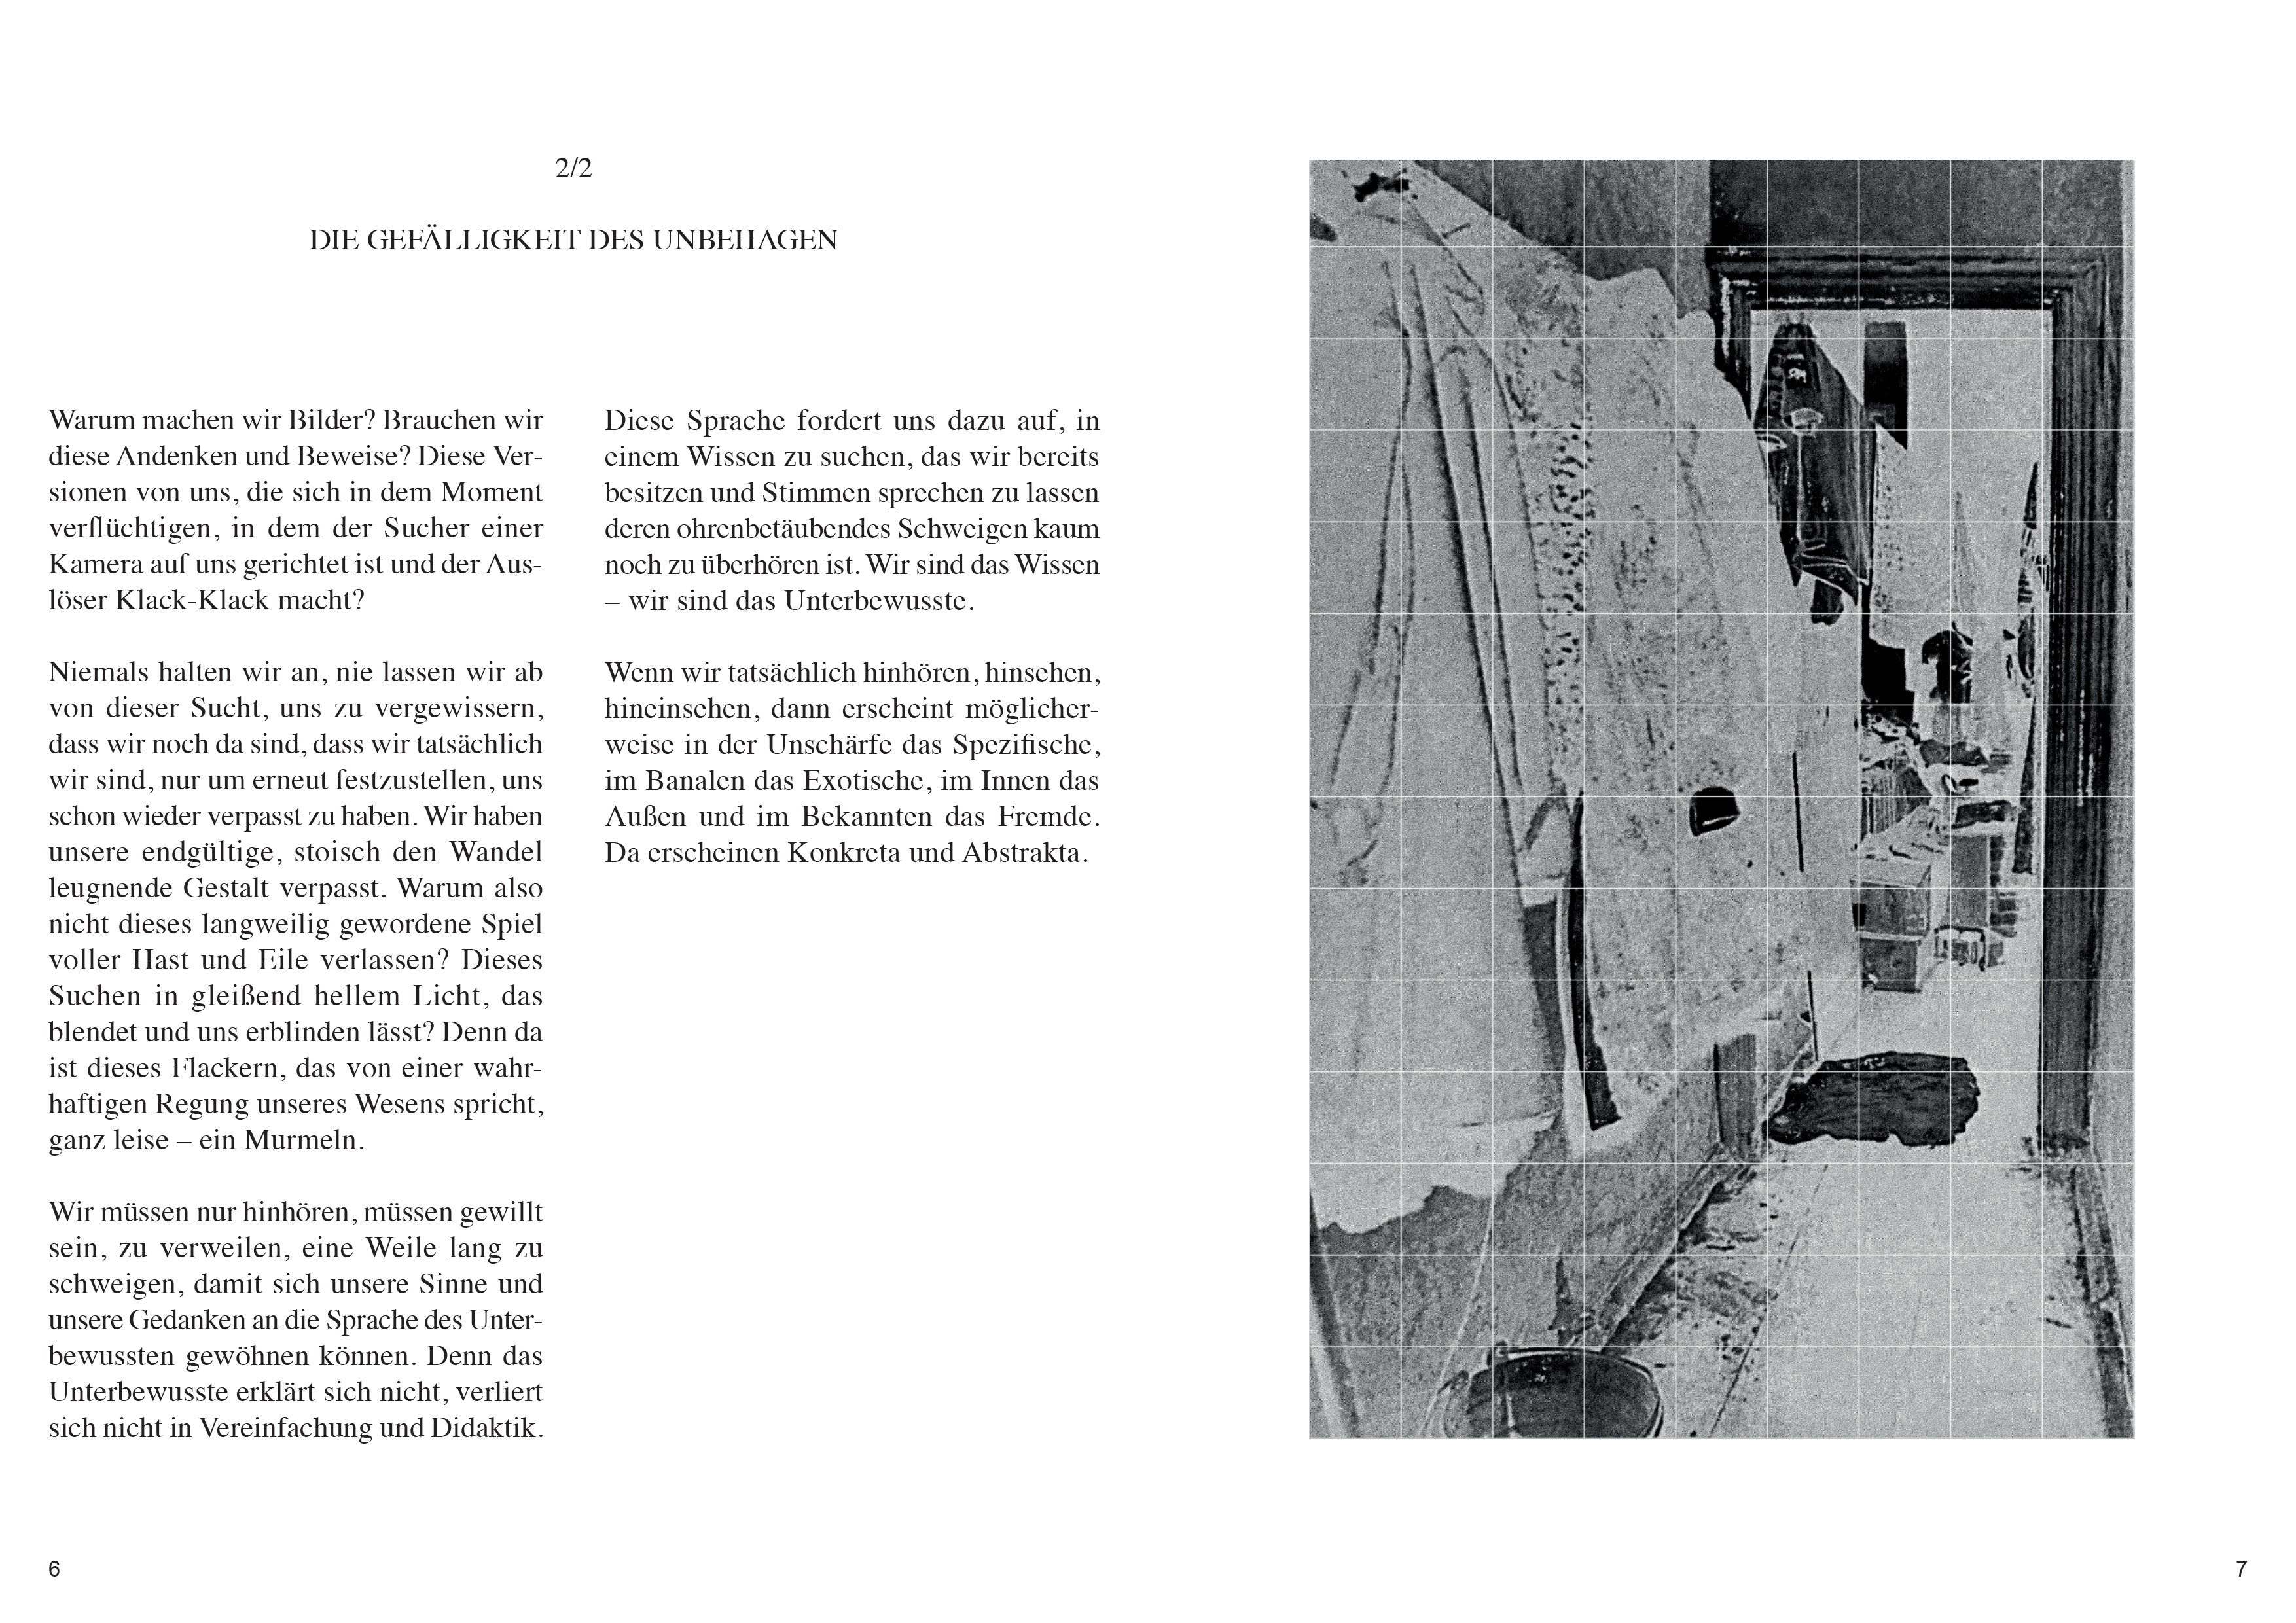 2/2
DIE GEFÄLLIGKEIT DES UNBEHAGEN
Warum machen wir Bilder? Brauchen wir
diese Andenken und Beweise? Diese Ver-
sionen von uns, die sich in dem Moment
verflüchtigen, in dem der Sucher einer
Kamera auf uns gerichtet ist und der Aus-
löser Klack-Klack macht?
Niemals halten wir an, nie lassen wir ab
von dieser Sucht, uns zu vergewissern,
dass wir noch da sind, dass wir tatsächlich
wir sind, nur um erneut festzustellen, uns
schon wieder verpasst zu haben. Wir haben
unsere endgültige, stoisch den Wandel
leugnende Gestalt verpasst. Warum also
nicht dieses langweilig gewordene Spiel
voller Hast und Eile verlassen? Dieses
Suchen in gleißend hellem Licht, das
blendet und uns erblinden lässt? Denn da
ist dieses Flackern, das von einer wahr-
haftigen Regung unseres Wesens spricht,
ganz leise – ein Murmeln.
Wir müssen nur hinhören, müssen gewillt
sein, zu verweilen, eine Weile lang zu
schweigen, damit sich unsere Sinne und
unsere Gedanken an die Sprache des Unter-
bewussten gewöhnen können. Denn das
Unterbewusste erklärt sich nicht, verliert
sich nicht in Vereinfachung und Didaktik.
Diese Sprache fordert uns dazu auf, in
einem Wissen zu suchen, das wir bereits
besitzen und Stimmen sprechen zu lassen
deren ohrenbetäubendes Schweigen kaum
noch zu überhören ist. Wir sind das Wissen
– wir sind das Unterbewusste.
Wenn wir tatsächlich hinhören, hinsehen,
hineinsehen, dann erscheint möglicher-
weise in der Unschärfe das Spezifische,
im Banalen das Exotische, im Innen das
Außen und im Bekannten das Fremde.
Da erscheinen Konkreta und Abstrakta.
6
7